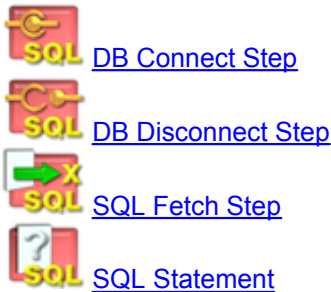 SQL DB Connect Step
SQL DB Disconnect Step
X
SQL SQL Fetch Step
?
SQL SQL Statement